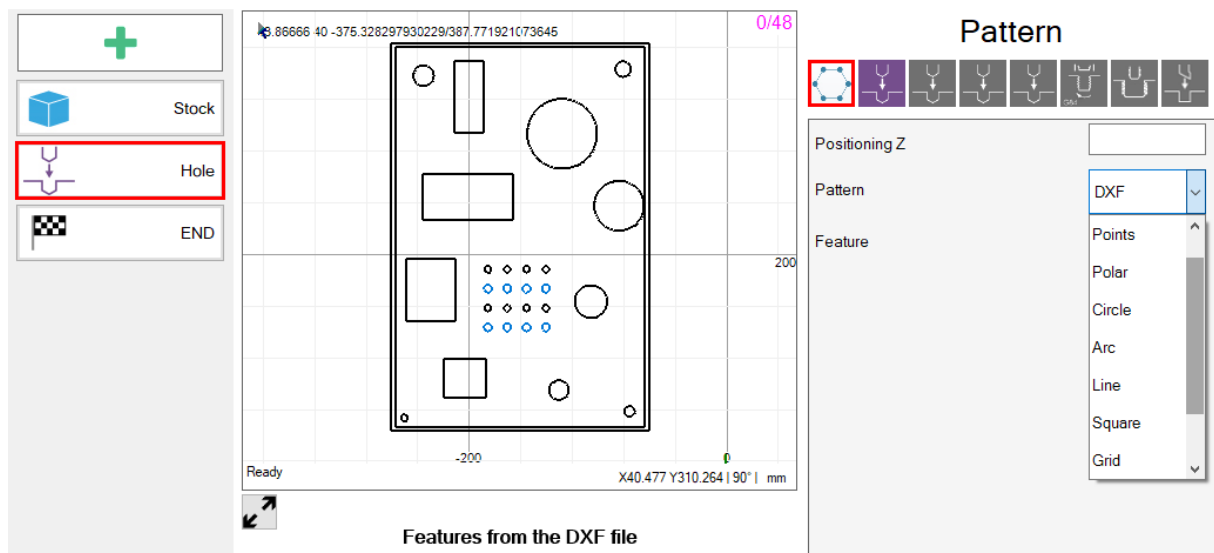 Stock
Hole
END
3.86666 40 -375.328297930229/387.771921073645
0/48
200
-200
0
Ready
X40.477 Y310.264 | 90° | mm
Features from the DXF file
Pattern
G&M
Positioning Z
Pattern
DXF
Feature
Points
Polar
Circle
Arc
Line
Square
Grid